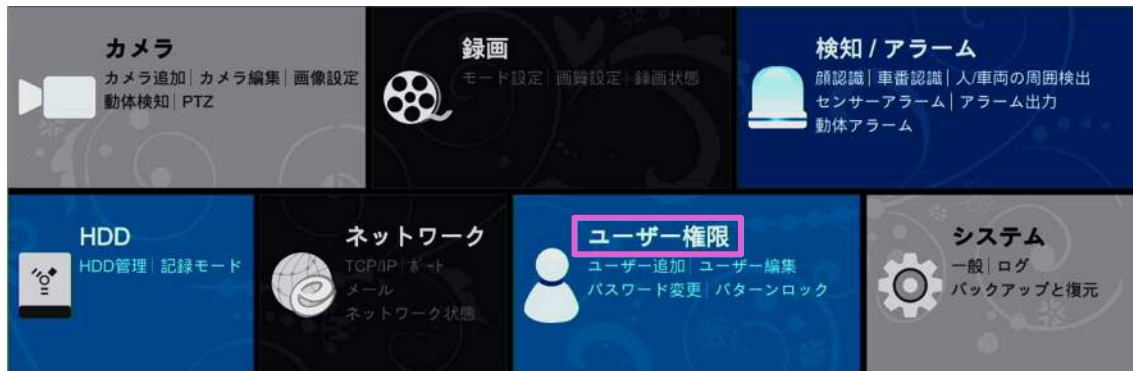 カメラ
カメラ追加| カメラ編集| 画像設定
動体検知| PTZ
録画
モード設定| 画質設定| 録画状態
検知 / アラーム
顔認識| 車番認識| 人/車両の周囲検出
センサーアラーム| アラーム出力
動体アラーム
HDD
HDD管理| 記録モード
ネットワーク
TCP/IP| ポート
メール
ネットワーク状態
ユーザー権限
ユーザー追加| ユーザー編集
パスワード変更| パターンロック
システム
一般| ログ
バックアップと復元